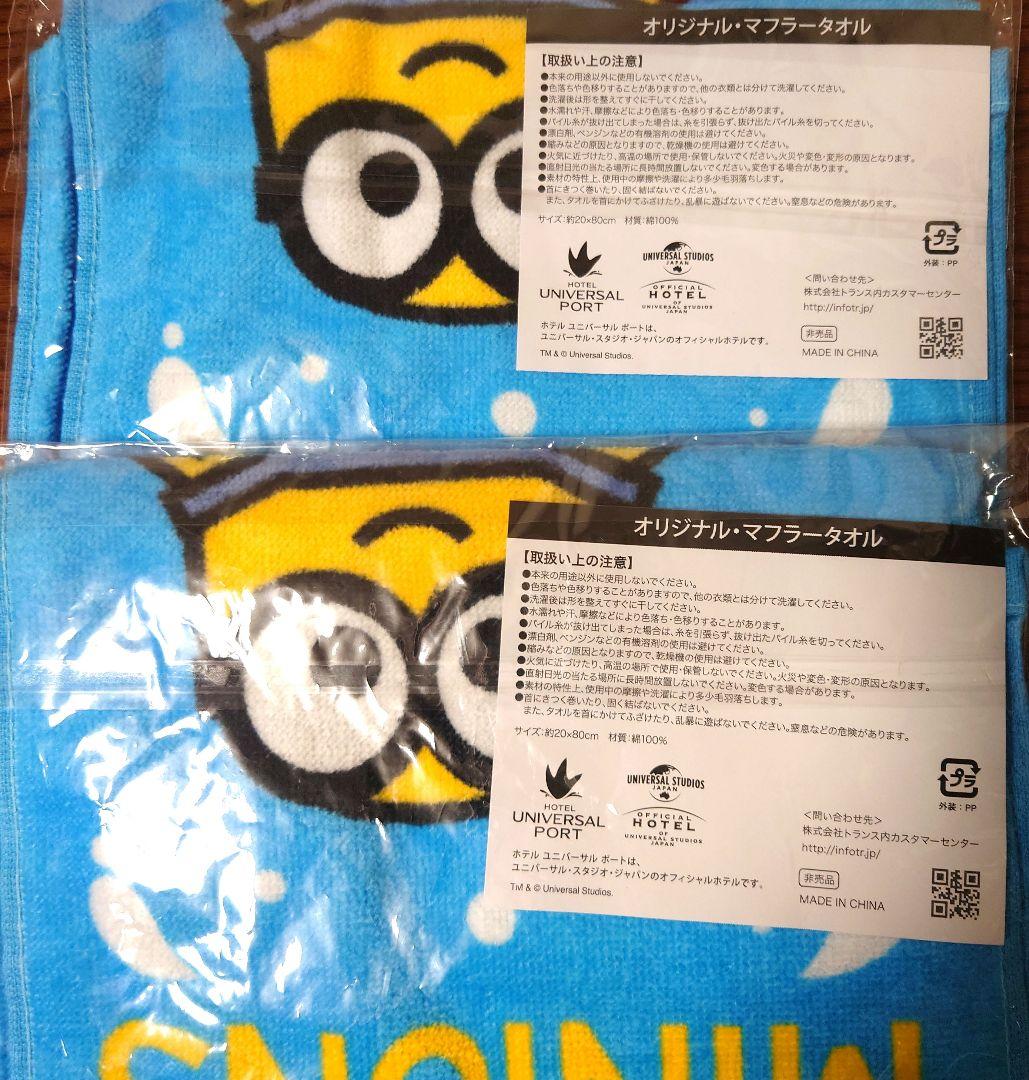 オリジナル・マフラータオル
【取扱い上の注意】
●本来の用途以外に使用しないでください。
●色落ちや色移りすることがありますので、他の衣類とは分けて洗濯してください。
●洗濯後は形を整えてすぐに干してください。
●水濡れや汗、摩擦などにより色落ち・色移りすることがあります。
●パイル糸が抜け出てしまった場合は、糸を引張らず、抜け出たパイル糸を切ってください。
●漂白剤、ベンジンなどの有機溶剤の使用は避けてください。
●縮みなどの原因となりますので、乾燥機の使用は避けてください。
●火気に近づけたり、高温の場所で使用・保管しないでください。火災や変色・変形の原因となります。
●直射日光の当たる場所に長時間放置しないでください。変色する場合があります。
●素材の特性上、使用中の摩擦や洗濯により多少毛羽落ちします。
●首にきつく巻いたり、固く結ばないでください。
また、タオルを首にかけてふざけたり、乱暴に遊ばないでください。窒息などの危険があります。
サイズ：約20×80cm 材質：綿100%
プラ
外装：PP
HOTEL
UNIVERSAL
PORT
UNIVERSAL STUDIOS
JAPAN
OFFICIAL
HOTEL
OF
UNIVERSAL STUDIOS
JAPAN
ホテル ユニバーサル ポートは、
ユニバーサル・スタジオ・ジャパンのオフィシャルホテルです。
TM & © Universal Studios.
＜問い合わせ先＞
株式会社トランス内カスタマーセンター
http://infotr.jp/
非売品
MADE IN CHINA
オリジナル・マフラータオル
【取扱い上の注意】
●本来の用途以外に使用しないでください。
●色落ちや色移りすることがありますので、他の衣類とは分けて洗濯してください。
●洗濯後は形を整えてすぐに干してください。
●水濡れや汗、摩擦などにより色落ち・色移りすることがあります。
●パイル糸が抜け出てしまった場合は、糸を引張らず、抜け出たパイル糸を切ってください。
●漂白剤、ベンジンなどの有機溶剤の使用は避けてください。
●縮みなどの原因となりますので、乾燥機の使用は避けてください。
●火気に近づけたり、高温の場所で使用・保管しないでください。火災や変色・変形の原因となります。
●直射日光の当たる場所に長時間放置しないでください。変色する場合があります。
●素材の特性上、使用中の摩擦や洗濯により多少毛羽落ちします。
●首にきつく巻いたり、固く結ばないでください。
また、タオルを首にかけてふざけたり、乱暴に遊ばないでください。窒息などの危険があります。
サイズ：約20×80cm 材質：綿100%
プラ
外装：PP
HOTEL
UNIVERSAL
PORT
UNIVERSAL STUDIOS
JAPAN
OFFICIAL
HOTEL
OF
UNIVERSAL STUDIOS
JAPAN
ホテル ユニバーサル ポートは、
ユニバーサル・スタジオ・ジャパンのオフィシャルホテルです。
TM & © Universal Studios.
＜問い合わせ先＞
株式会社トランス内カスタマーセンター
http://infotr.jp/
非売品
MADE IN CHINA
MINIONS